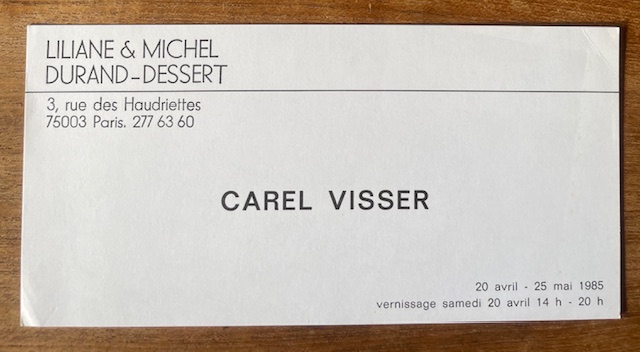 LILIANE & MICHEL
DURAND-DESSERT
3, rue des Haudriettes
75003 Paris. 277 63 60
CAREL VISSER
20 avril - 25 mai 1985
vernissage samedi 20 avril 14 h - 20 h